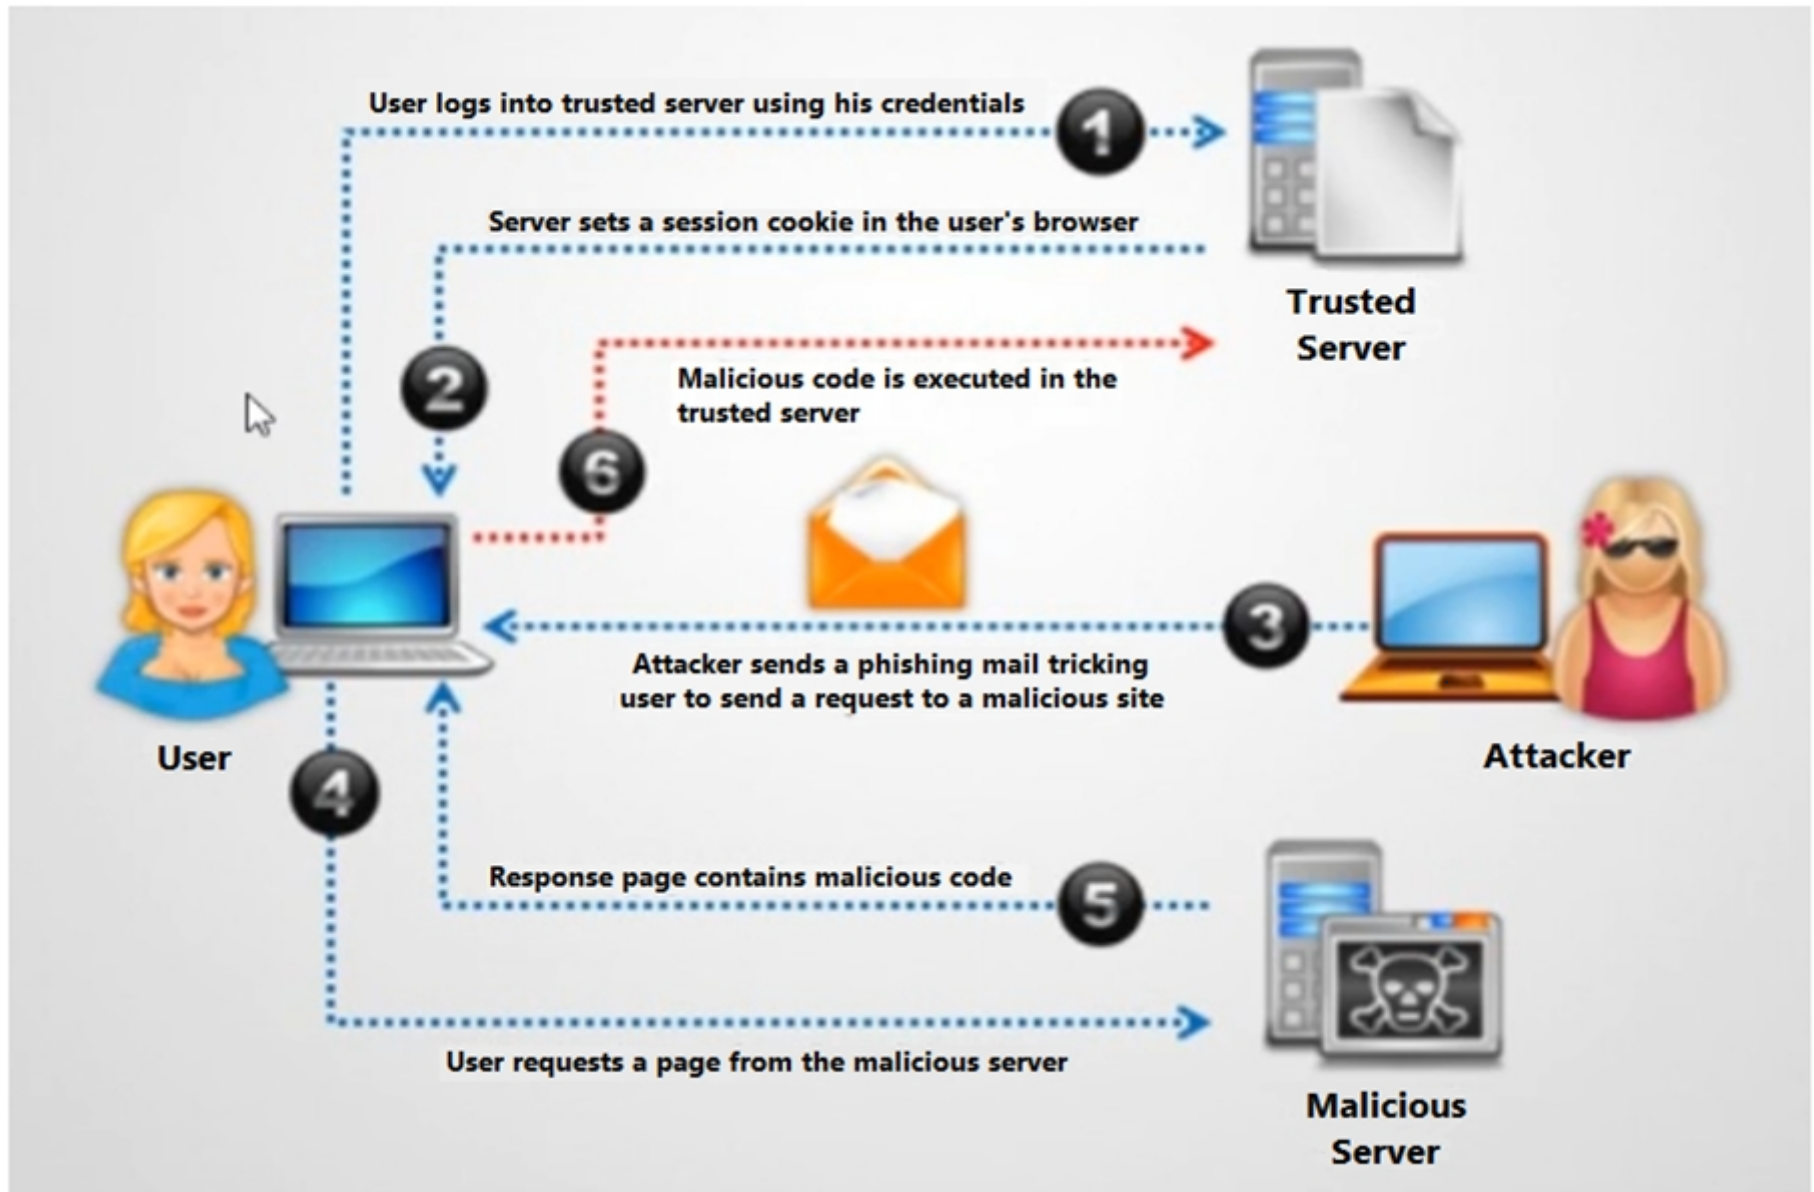 User logs into trusted server using his credentials
1
Server sets a session cookie in the user's browser
Trusted
Server
2
Malicious code is executed in the
trusted server
6
3
Attacker sends a phishing mail tricking
user to send a request to a malicious site
User
Attacker
4
Response page contains malicious code
5
User requests a page from the malicious server
Malicious
Server